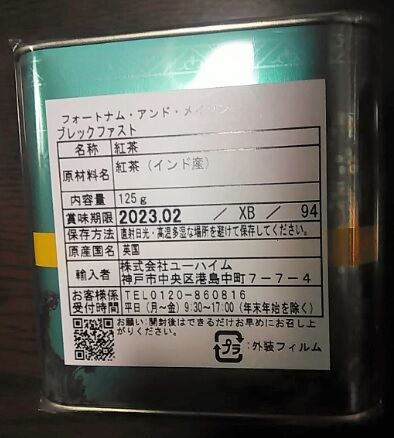 フォートナム・アンド・メイソン
ブレックファスト
名称 紅茶
原材料名 紅茶(インド産)
内容量 125g
賞味期限 2023.02 / XB / 94
保存方法 直射日光・高温多湿な場所を避けて保存してください。
原産国名 英国
輸入者 株式会社ユーハイム
神戸市中央区港島中町7-7-4
お客様係 TEL0120-860816
受付時間 平日(月~金)9:30~17:00(年末年始を除く)
お願い:開封後はできるだけお早めにお召し上
がりください。
プラ :外装フィルム